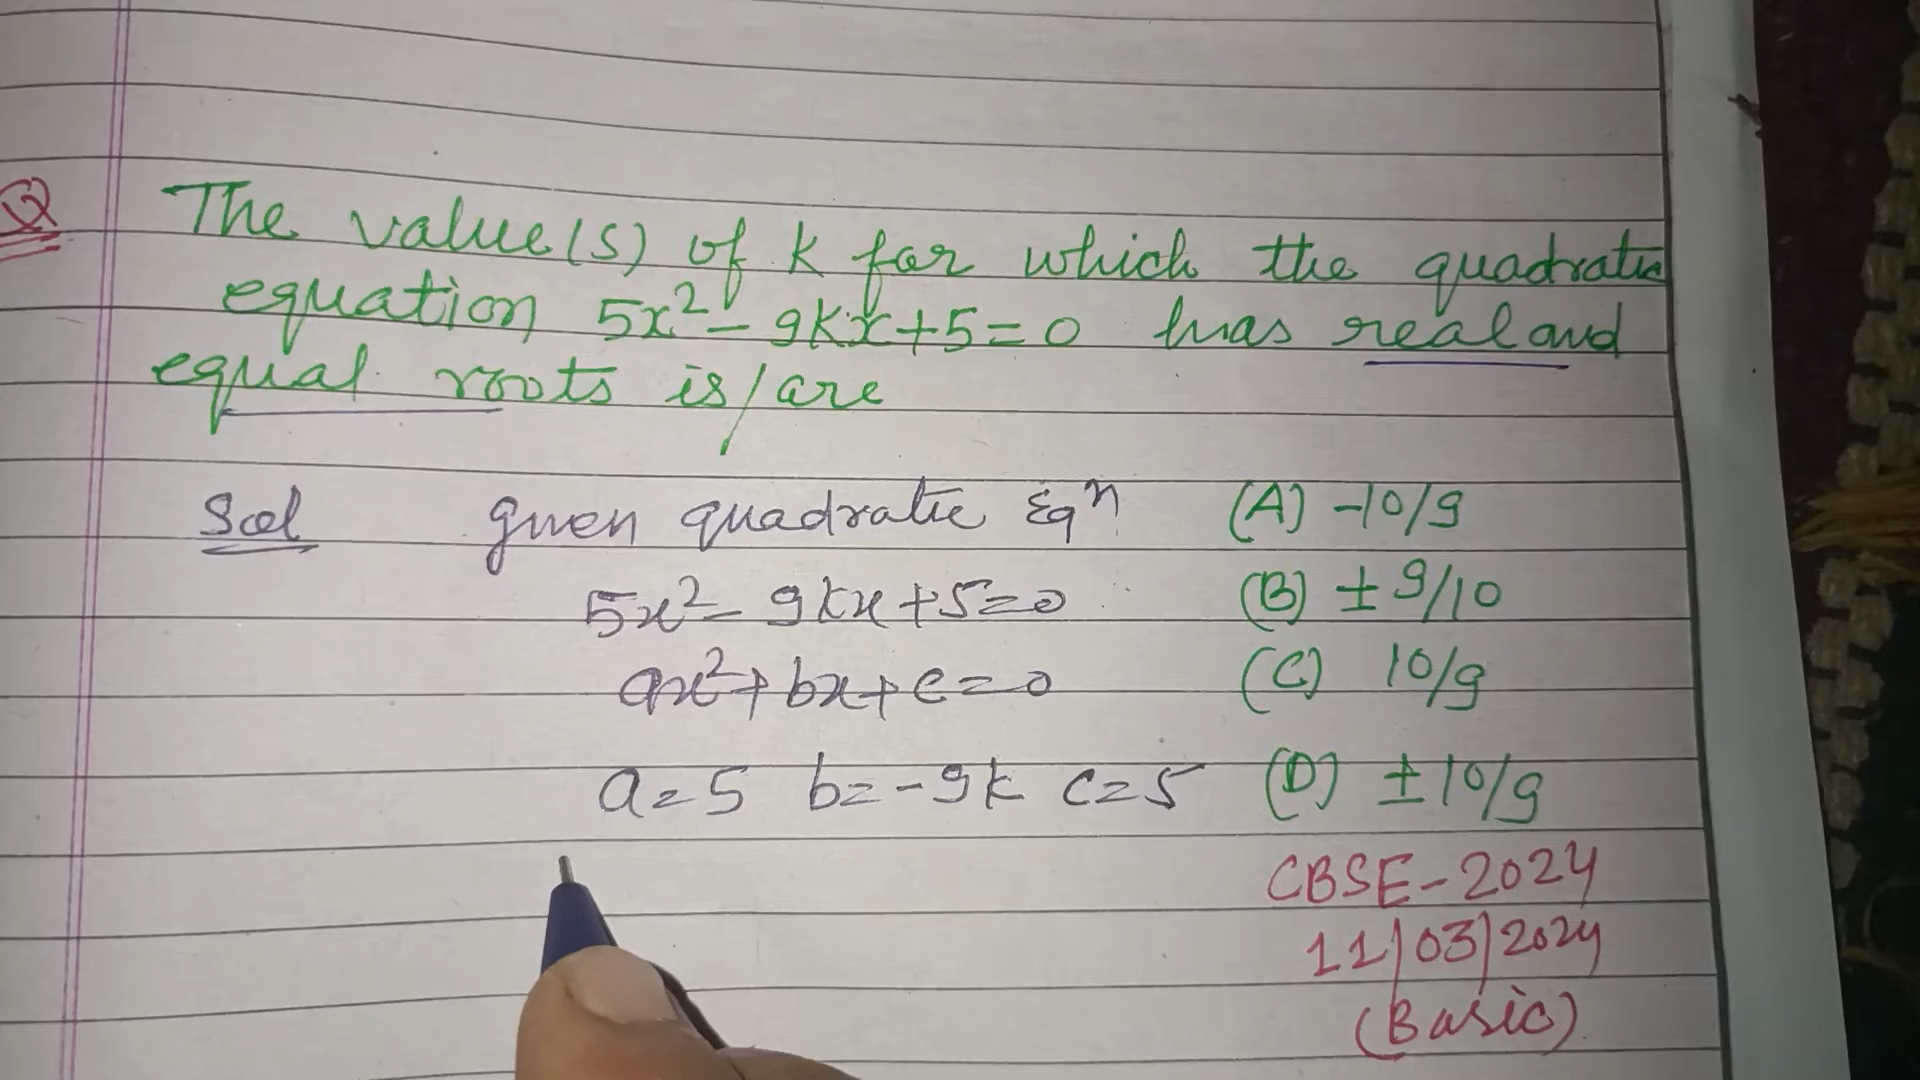 Q The value(s) of k for which the quadratic
equation 5x² - 9kx + 5 = 0 has real and
equal roots is/are
Sol given quadratic Eqⁿ (A) -10/9
5x² - 9kx + 5 = 0 (B) ± 9/10
ax² + bx + c = 0 (C) 10/9
a = 5 b = -9k c = 5 (D) ± 10/9
CBSE - 2024
11/03/2024
(Basic)